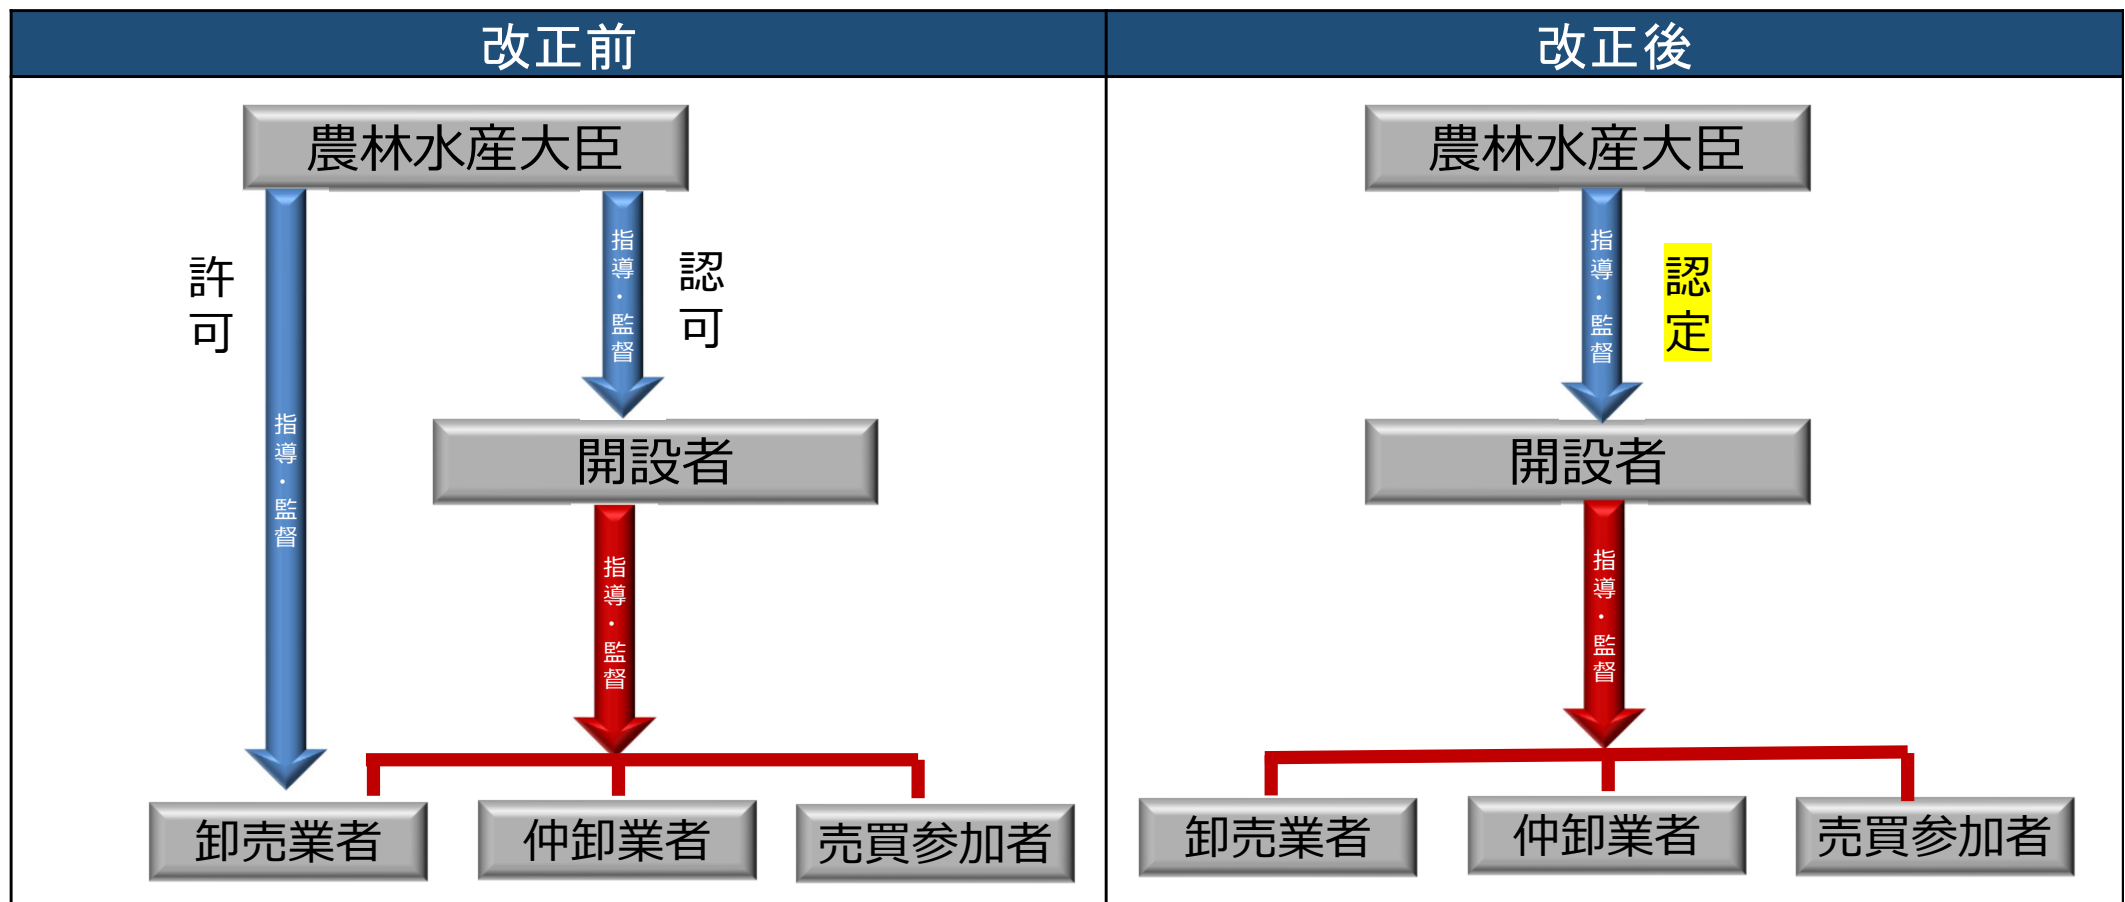 改正前
農林水産大臣
許可
指導・監督
認可
指導・監督
開設者
指導・監督
卸売業者
仲卸業者
売買参加者
改正後
農林水産大臣
指導・監督
認定
開設者
指導・監督
卸売業者
仲卸業者
売買参加者